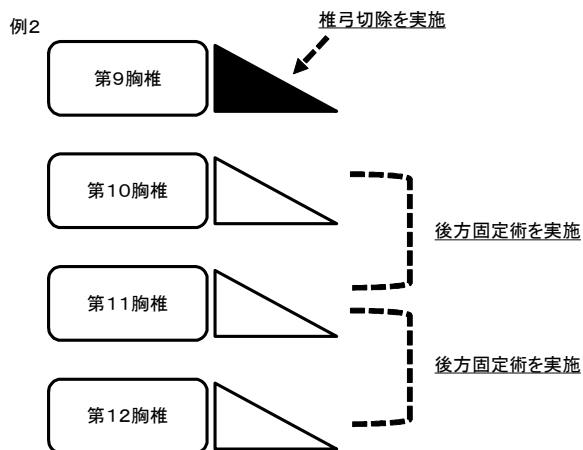 例2
椎弓切除を実施
第9胸椎
第10胸椎
後方固定術を実施
第11胸椎
後方固定術を実施
第12胸椎